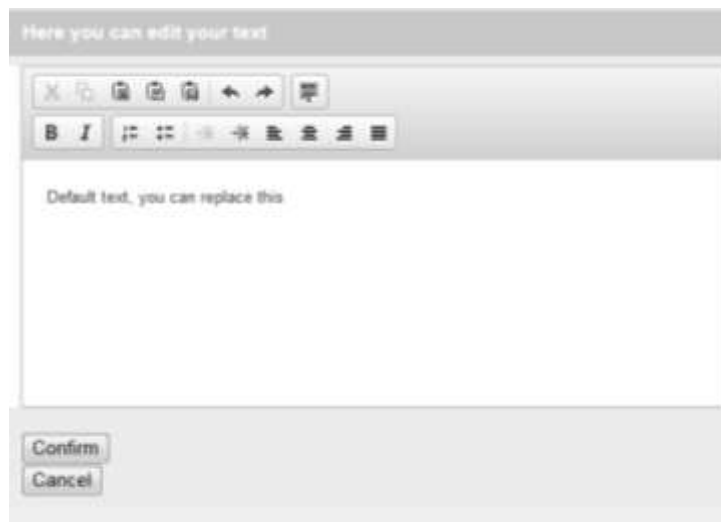 Here you can edit your text
B I
Default text, you can replace this
Confirm
Cancel